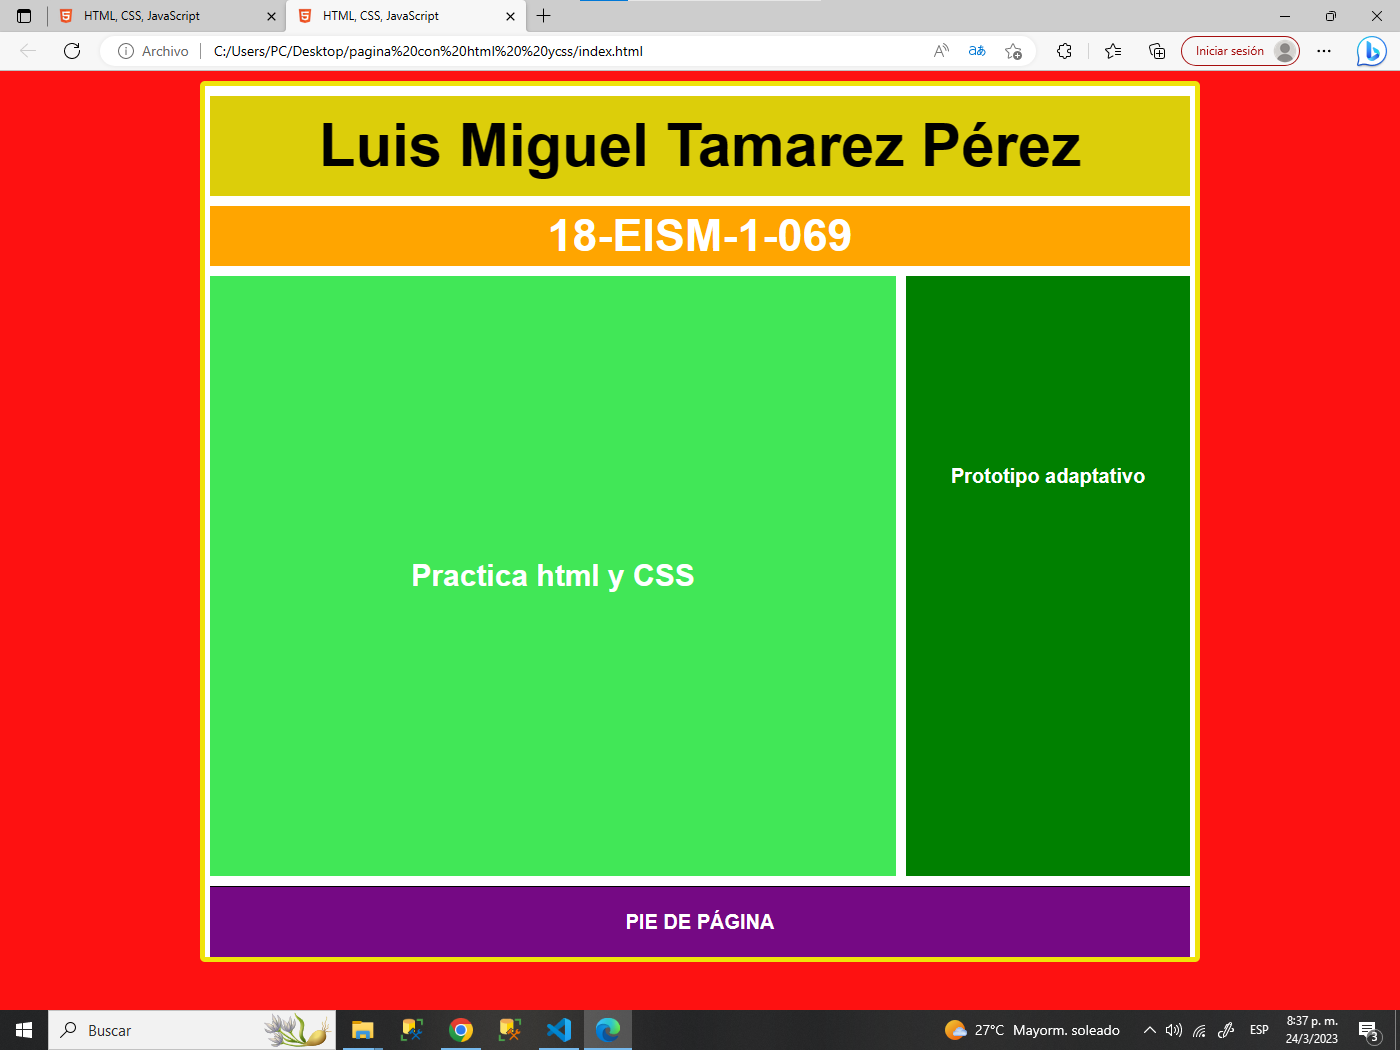 HTML, CSS, JavaScript
HTML, CSS, JavaScript
Archivo
C:/Users/PC/Desktop/pagina%20con%20html%20%20ycss/index.html
Iniciar sesión
Luis Miguel Tamarez Pérez
18-EISM-1-069
Practica html y CSS
Prototipo adaptativo
PIE DE PÁGINA
Buscar
27°C Mayorm. soleado
ESP
8:37 p. m.
24/3/2023
3